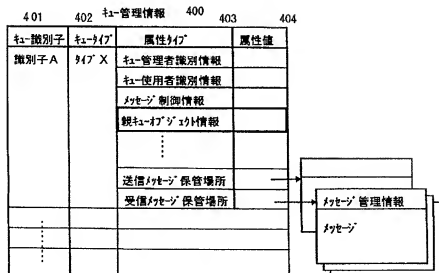 キュー管理情報 400
401 402 403 404
キュー識別子 キュータイプ 属性タイプ 属性値
識別子A タイプX キュー管理者識別情報
キュー使用者識別情報
メッセージ制御情報
親キューオブジェクト情報
送信メッセージ保管場所
受信メッセージ保管場所
メッセージ管理情報
メッセージ